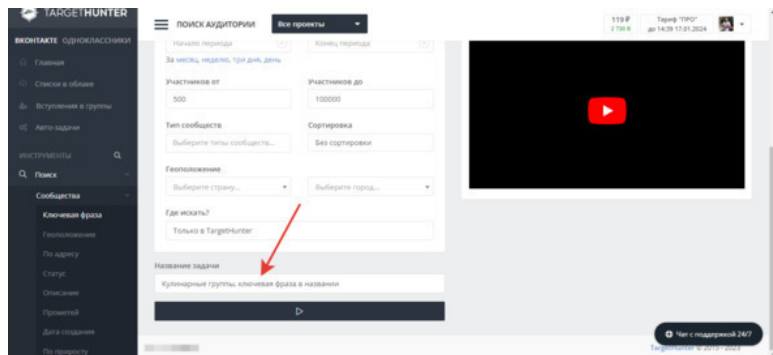 TARGETHUNTER
ПОИСК АУДИТОРИИ
Все проекты
119 ₽
Тариф "ПРО"
до 14:39 17.01.2024
ВКОНТАКТЕ ОДНОКЛАССНИКИ
Главная
Списки в облаке
Вступления в группы
Авто-задачи
ИНСТРУМЕНТЫ
Поиск
Сообщества
Ключевая фраза
Геоположение
По адресу
Статус
Описание
Прометей
Дата создания
По приросту
Начало периода
Конец периода
За месяц, неделю, три дня, день
Участников от
Участников до
500
100000
Тип сообществ
Сортировка
Выберите типы сообществ...
Без сортировки
Геоположение
Выберите страну...
Выберите город...
Где искать?
Только в TargetHunter
Название задачи
Кулинарные группы, ключевая фраза в названии
Чат с поддержкой 24/7
TargetHunter © 2015 - 2023